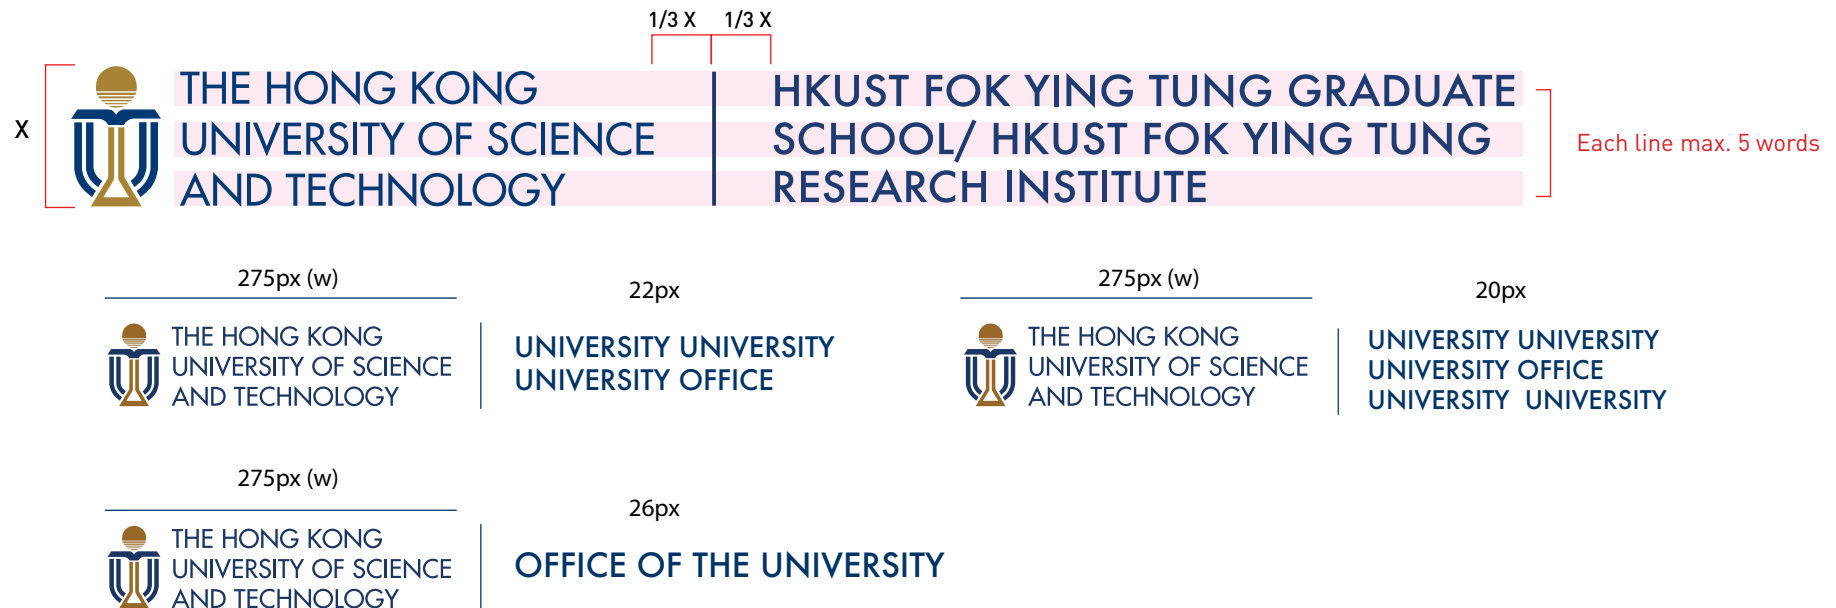 1/3 X 1/3 X
X
THE HONG KONG
UNIVERSITY OF SCIENCE
AND TECHNOLOGY
HKUST FOK YING TUNG GRADUATE
SCHOOL/ HKUST FOK YING TUNG
RESEARCH INSTITUTE
Each line max. 5 words
275px (w)
THE HONG KONG
UNIVERSITY OF SCIENCE
AND TECHNOLOGY
22px
UNIVERSITY UNIVERSITY
UNIVERSITY OFFICE
275px (w)
THE HONG KONG
UNIVERSITY OF SCIENCE
AND TECHNOLOGY
20px
UNIVERSITY UNIVERSITY
UNIVERSITY OFFICE
UNIVERSITY UNIVERSITY
275px (w)
THE HONG KONG
UNIVERSITY OF SCIENCE
AND TECHNOLOGY
26px
OFFICE OF THE UNIVERSITY